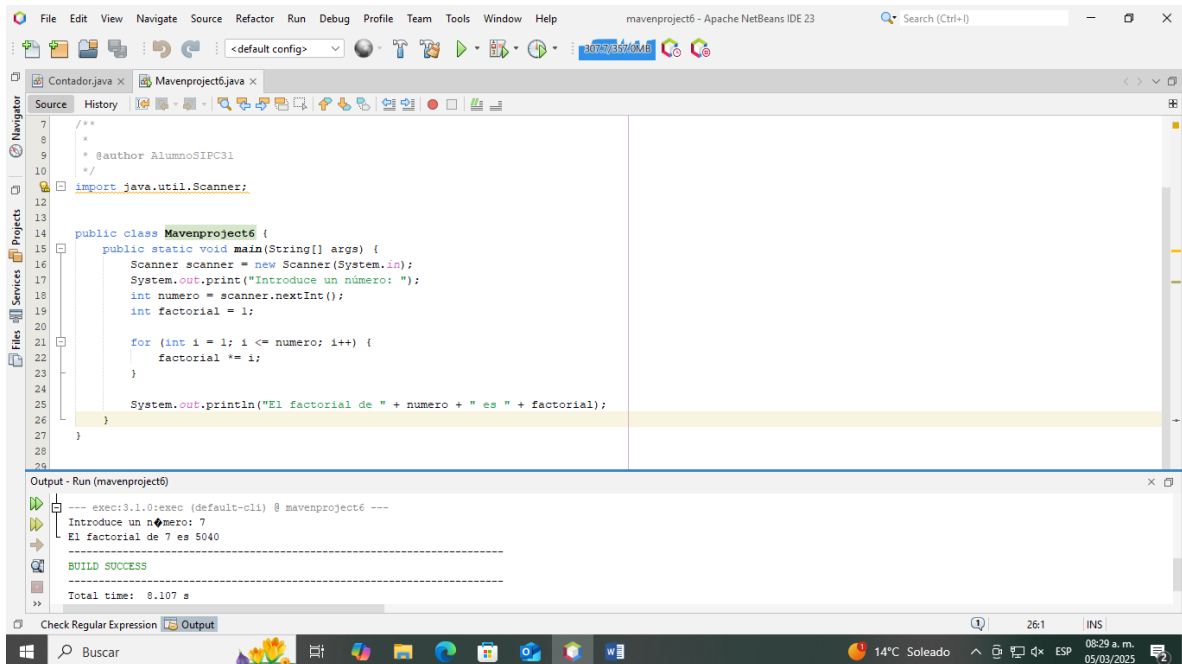 File Edit View Navigate Source Refactor Run Debug Profile Team Tools Window Help mavenproject6 - Apache NetBeans IDE 23 Search (Ctrl+I)
<default config> 307.7/357.0MB
Contador.java × Mavenproject6.java ×
Source History
Navigator
Projects
Services
Files
7 /**
8 *
9 * @author AlumnoSIPC31
10 */
import java.util.Scanner;
12
13
14 public class Mavenproject6 {
15 public static void main(String[] args) {
16 Scanner scanner = new Scanner(System.in);
17 System.out.print("Introduce un número: ");
18 int numero = scanner.nextInt();
19 int factorial = 1;
20
21 for (int i = 1; i <= numero; i++) {
22 factorial *= i;
23 }
24
25 System.out.println("El factorial de " + numero + " es " + factorial);
26 }
27 }
28
29
Output - Run (mavenproject6)
--- exec:3.1.0:exec (default-cli) @ mavenproject6 ---
Introduce un n�mero: 7
El factorial de 7 es 5040
------------------------------------------------------------------------
BUILD SUCCESS
------------------------------------------------------------------------
Total time: 8.107 s
Check Regular Expression Output 1 26:1 INS
Buscar 1 14°C Soleado ESP 08:29 a. m.
05/03/2025 2